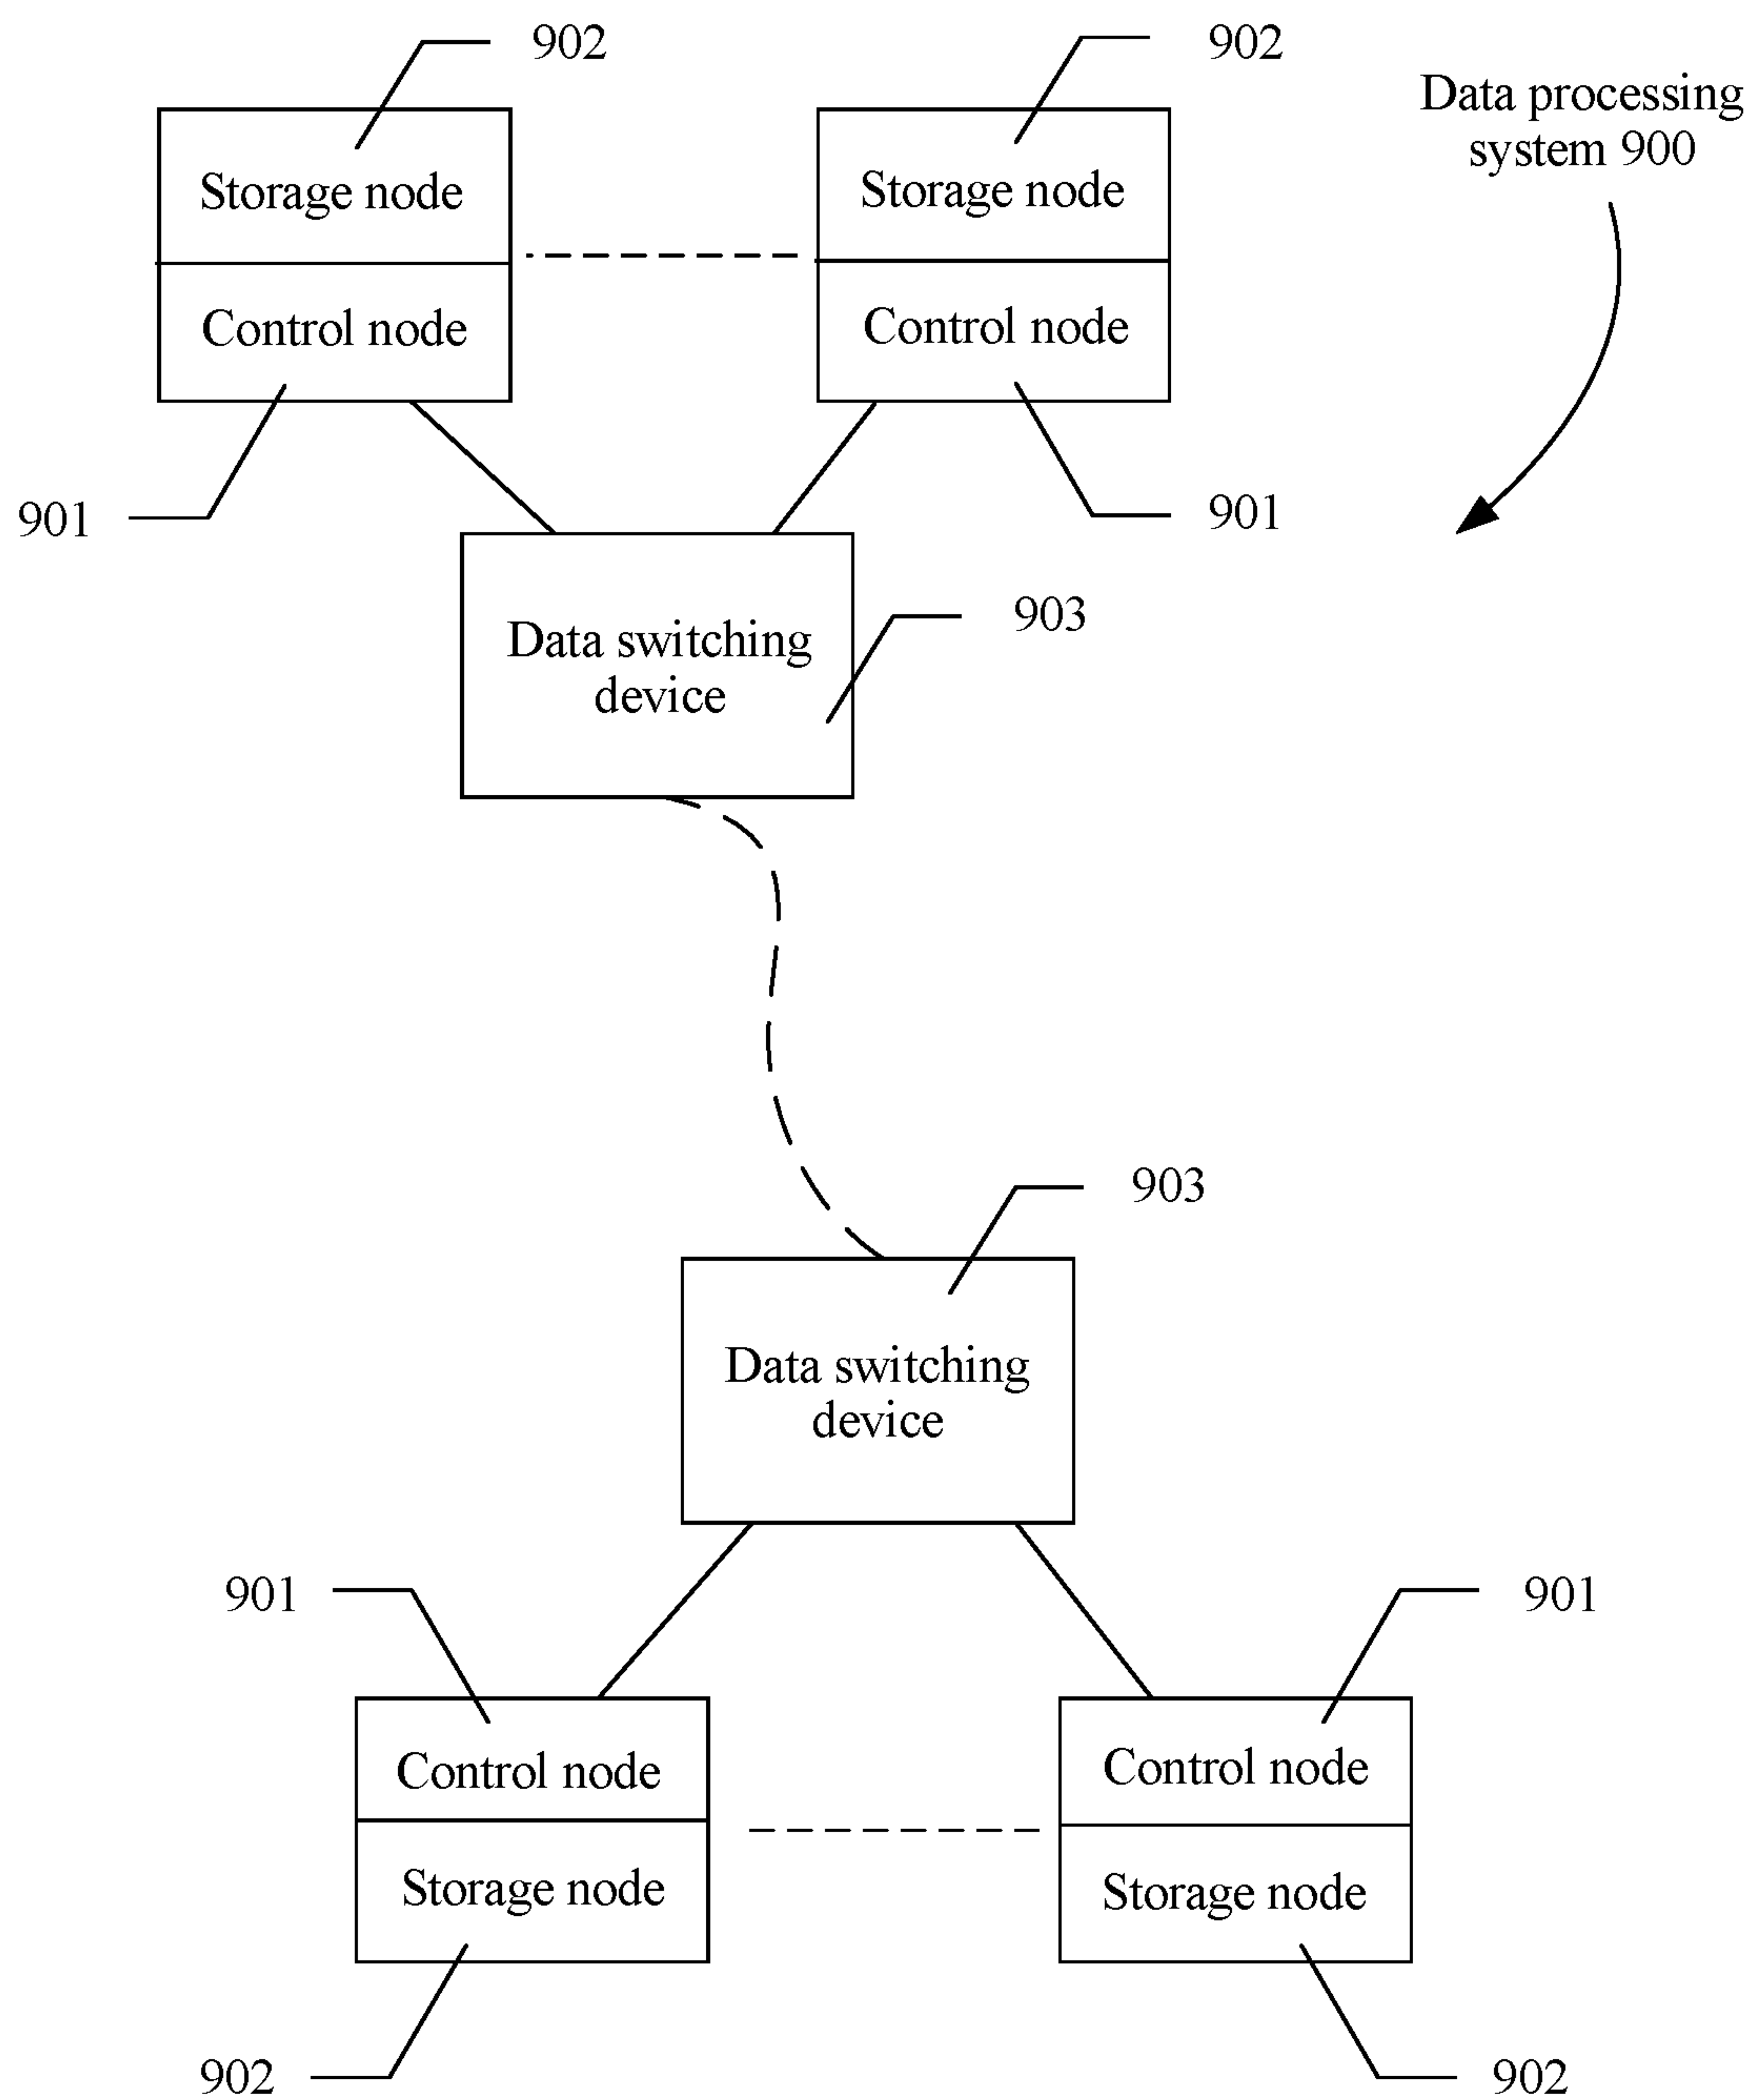 902
902
Data processing
system 900
Storage node
Storage node
Control node
Control node
901
901
903
Data switching
device
903
Data switching
device
901
901
Control node
Control node
Storage node
Storage node
902
902